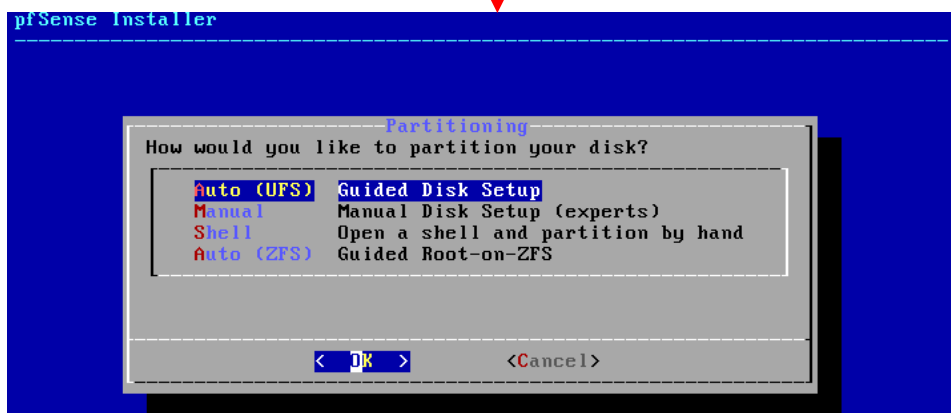 pfSense Installer
Partitioning
How would you like to partition your disk?
Auto (UFS) Guided Disk Setup
Manual Manual Disk Setup (experts)
Shell Open a shell and partition by hand
Auto (ZFS) Guided Root-on-ZFS
< OK > <Cancel>